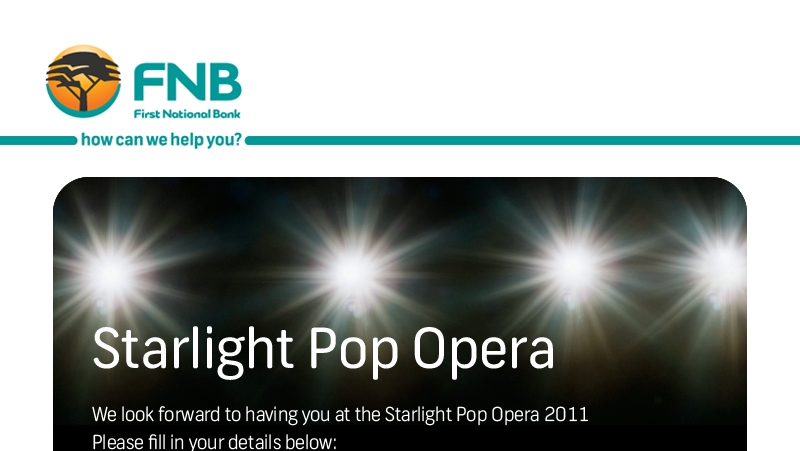 FNB
First National Bank
how can we help you?
Starlight Pop Opera
We look forward to having you at the Starlight Pop Opera 2011
Please fill in your details below: